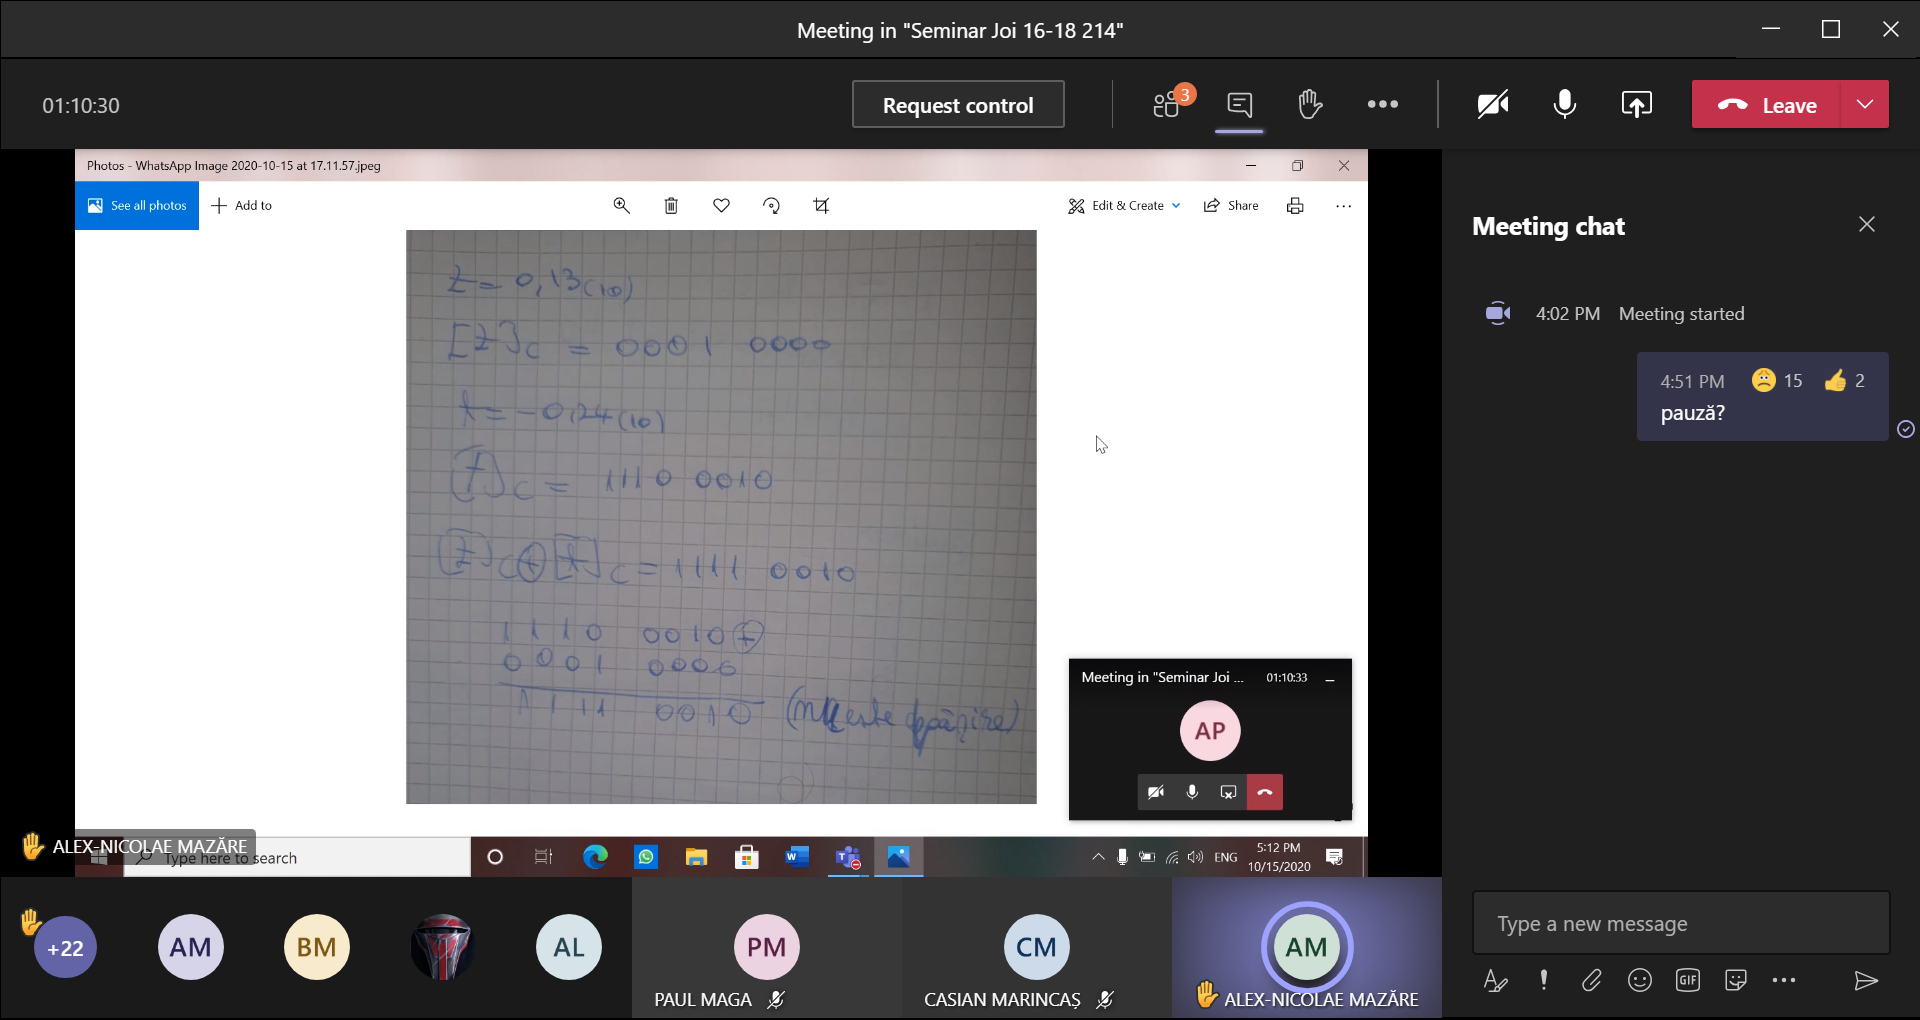 Meeting in "Seminar Joi 16-18 214"
01:10:30
Request control
3
Leave
Photos - WhatsApp Image 2020-10-15 at 17.11.57.jpeg
See all photos
Add to
Edit & Create
Share
z = 0,13(10)
[z]c = 0001 0000
t = -0,24(10)
[t]c = 1110 0010
[z]c + [t]c = 1111 0010
1110 0010 +
0001 0000
1111 0010 (nu este depășire)
Meeting in "Seminar Joi ...
01:10:33
AP
ALEX-NICOLAE MAZĂRE
Type here to search
ENG
5:12 PM
10/15/2020
+22
AM
BM
AL
PM
PAUL MAGA
CM
CASIAN MARINCAȘ
AM
ALEX-NICOLAE MAZĂRE
Meeting chat
4:02 PM Meeting started
4:51 PM 15 2
pauză?
Type a new message
GIF